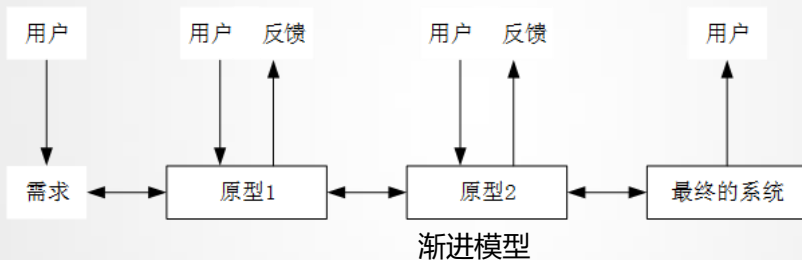 用户 用户 反馈 用户 反馈 用户
需求 原型1 原型2 最终的系统
渐进模型